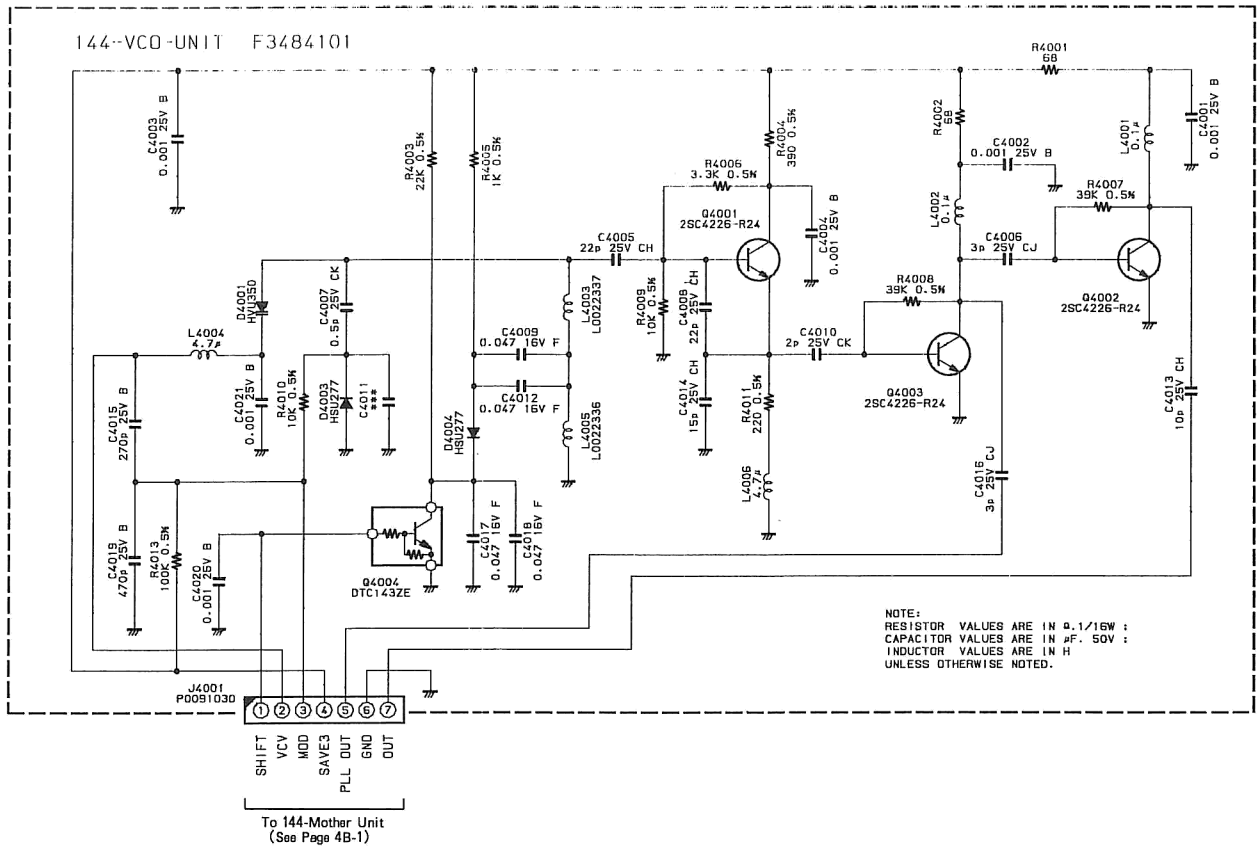 144-VCO-UNIT F3484101
R4001
68
C4003
0.001 25V B
R4003
22K 0.5%
R4005
1K 0.5%
R4004
390 0.5%
R4002
68
L4001
0.1μ
C4001
0.001 25V B
C4002
0.001 25V B
R4006
3.3K 0.5%
R4007
39K 0.5%
L4002
0.1μ
Q4001
2SC4226-R24
C4004
0.001 25V B
C4005
22p 25V CH
C4006
3p 25V CJ
D4001
HVU350
C4007
0.5p 25V CK
L4003
L0022337
R4009
10K 0.5%
C4008
22p 25V CH
R4008
39K 0.5%
Q4002
2SC4226-R24
L4004
4.7μ
C4009
0.047 16V F
C4010
2p 25V CK
C4021
0.001 25V B
R4010
10K 0.5%
D4003
HSU277
C4011
***
C4012
0.047 16V F
C4014
15p 25V CH
R4011
220 0.5%
Q4003
2SC4226-R24
C4013
10p 25V CH
C4015
270p 25V B
D4004
HSU277
L4005
L0022336
L4006
4.7μ
C4016
3p 25V CJ
C4019
470p 25V B
R4013
100K 0.5%
C4020
0.001 25V B
Q4004
DTC143ZE
C4017
0.047 16V F
C4018
0.047 16V F
NOTE:
RESISTOR VALUES ARE IN Ω.1/16W ;
CAPACITOR VALUES ARE IN μF. 50V ;
INDUCTOR VALUES ARE IN H
UNLESS OTHERWISE NOTED.
J4001
P0091030
1 2 3 4 5 6 7
SHIFT
VCV
MOD
SAVE3
PLL OUT
GND
OUT
To 144-Mother Unit
(See Page 4B-1)